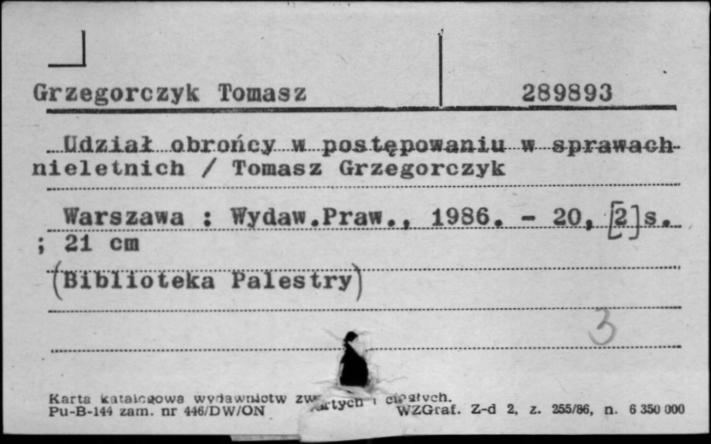 Grzegorczyk Tomasz 289893
Udział obrońcy w postępowaniu w sprawach
nieletnich / Tomasz Grzegorczyk
Warszawa : Wydaw.Praw., 1986. - 20, [2] s.
; 21 cm
(Biblioteka Palestry)
3
Karta katalogowa wydawnictw zwartych i ciągłych.
Pu-B-144 zam. nr 446/DW/ON WZGraf. Z-d 2, z. 255/86, n. 6 350 000